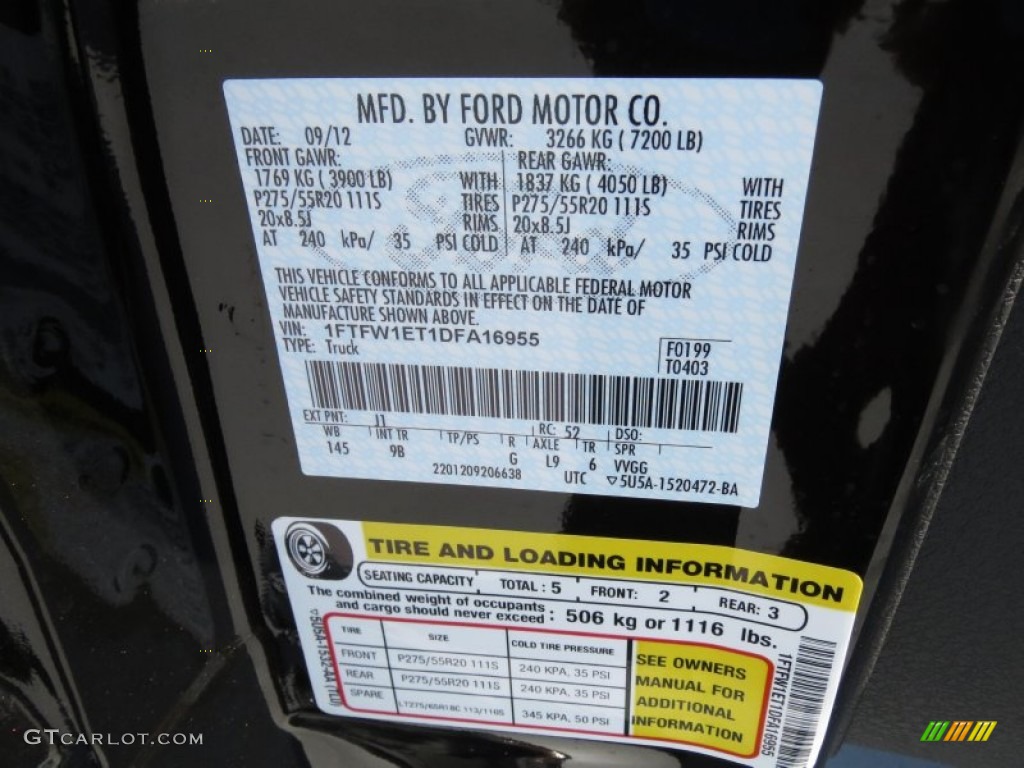 MFD. BY FORD MOTOR CO.
DATE: 09/12 GVWR: 3266 KG ( 7200 LB)
FRONT GAWR: REAR GAWR:
1769 KG ( 3900 LB) WITH 1837 KG ( 4050 LB) WITH
P275/55R20 111S TIRES P275/55R20 111S TIRES
20x8.5J RIMS 20x8.5J RIMS
AT 240 kPa/ 35 PSI COLD AT 240 kPa/ 35 PSI COLD
THIS VEHICLE CONFORMS TO ALL APPLICABLE FEDERAL MOTOR
VEHICLE SAFETY STANDARDS IN EFFECT ON THE DATE OF
MANUFACTURE SHOWN ABOVE.
VIN: 1FTFW1ET1DFA16955
TYPE: Truck
F0199
T0403
EXT PNT: J1 RC: 52 DSO:
WB INT TR TP/PS R AXLE TR SPR
145 9B G L9 6 VVGG
2201209206638 UTC ▽5U5A-1520472-BA
TIRE AND LOADING INFORMATION
SEATING CAPACITY TOTAL : 5 FRONT: 2 REAR: 3
The combined weight of occupants
and cargo should never exceed : 506 kg or 1116 lbs.
TIRE SIZE COLD TIRE PRESSURE
FRONT P275/55R20 111S 240 KPA, 35 PSI
REAR P275/55R20 111S 240 KPA, 35 PSI
SPARE LT275/65R18C 113/110S 345 KPA, 50 PSI
SEE OWNERS
MANUAL FOR
ADDITIONAL
INFORMATION
1FTFW1ET1DFA16955
GTCARLOT.COM